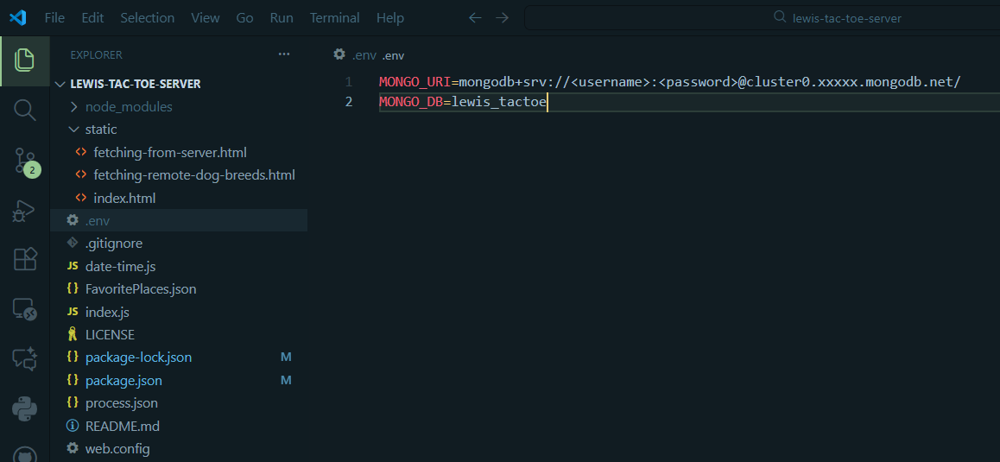 File Edit Selection View Go Run Terminal Help lewis-tac-toe-server
EXPLORER ···
LEWIS-TAC-TOE-SERVER
node_modules
static
<> fetching-from-server.html
<> fetching-remote-dog-breeds.html
<> index.html
.env
.gitignore
JS date-time.js
{} FavoritePlaces.json
JS index.js
LICENSE
{} package-lock.json M
{} package.json M
{} process.json
README.md
web.config
2
.env .env
1 MONGO_URI=mongodb+srv://<username>:<password>@cluster0.xxxxx.mongodb.net/
2 MONGO_DB=lewis_tactoe